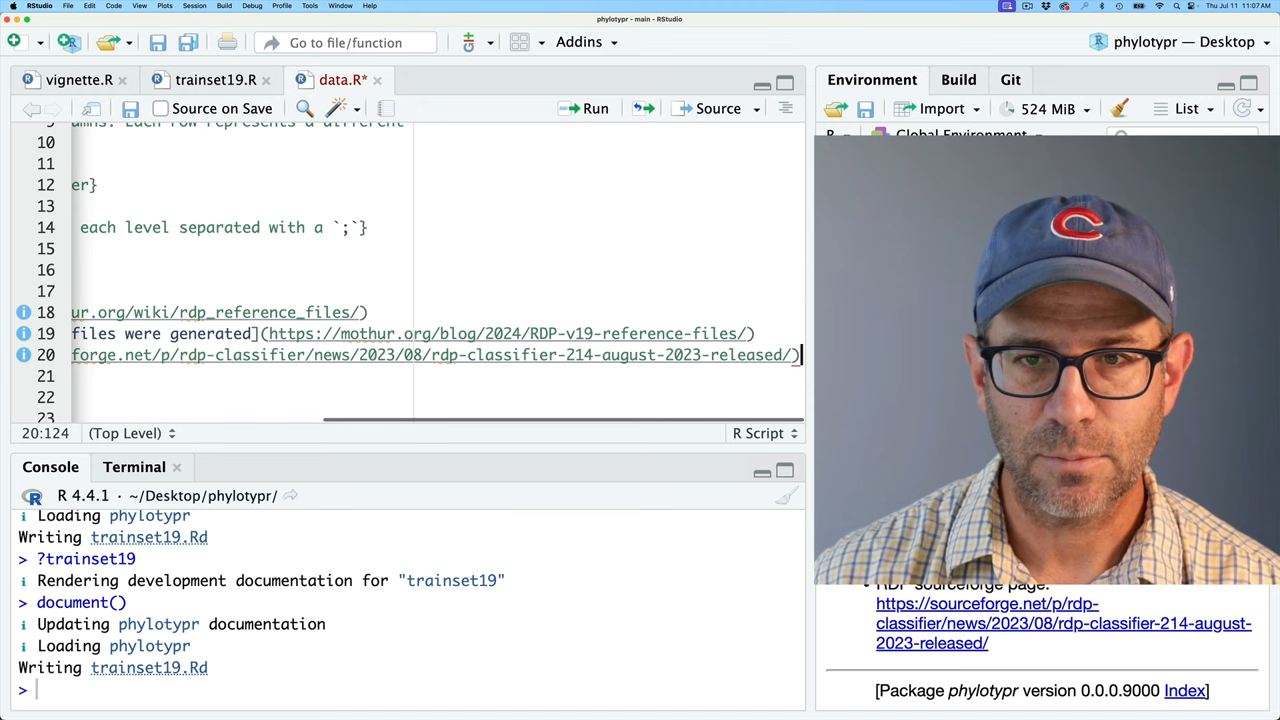 RStudio File Edit Code View Plots Session Build Debug Profile Tools Window Help Thu Jul 11 11:07 AM
phylotypr - main - RStudio
Go to file/function Addins phylotypr — Desktop
vignette.R trainset19.R data.R*
Source on Save Run Source
9
10
11
12 er}
13
14 each level separated with a `;`}
15
16
17
18 ur.org/wiki/rdp_reference_files/)
19 files were generated](https://mothur.org/blog/2024/RDP-v19-reference-files/)
20 forge.net/p/rdp-classifier/news/2023/08/rdp-classifier-214-august-2023-released/)
21
22
23
20:124 (Top Level) R Script
Console Terminal
R 4.4.1 · ~/Desktop/phylotypr/
i Loading phylotypr
Writing trainset19.Rd
> ?trainset19
i Rendering development documentation for "trainset19"
> document()
i Updating phylotypr documentation
i Loading phylotypr
Writing trainset19.Rd
>
Environment Build Git
Import 524 MiB List
R Global Environment
C
RDP sourceforge page:
https://sourceforge.net/p/rdp-
classifier/news/2023/08/rdp-classifier-214-august-
2023-released/
[Package phylotypr version 0.0.0.9000 Index]